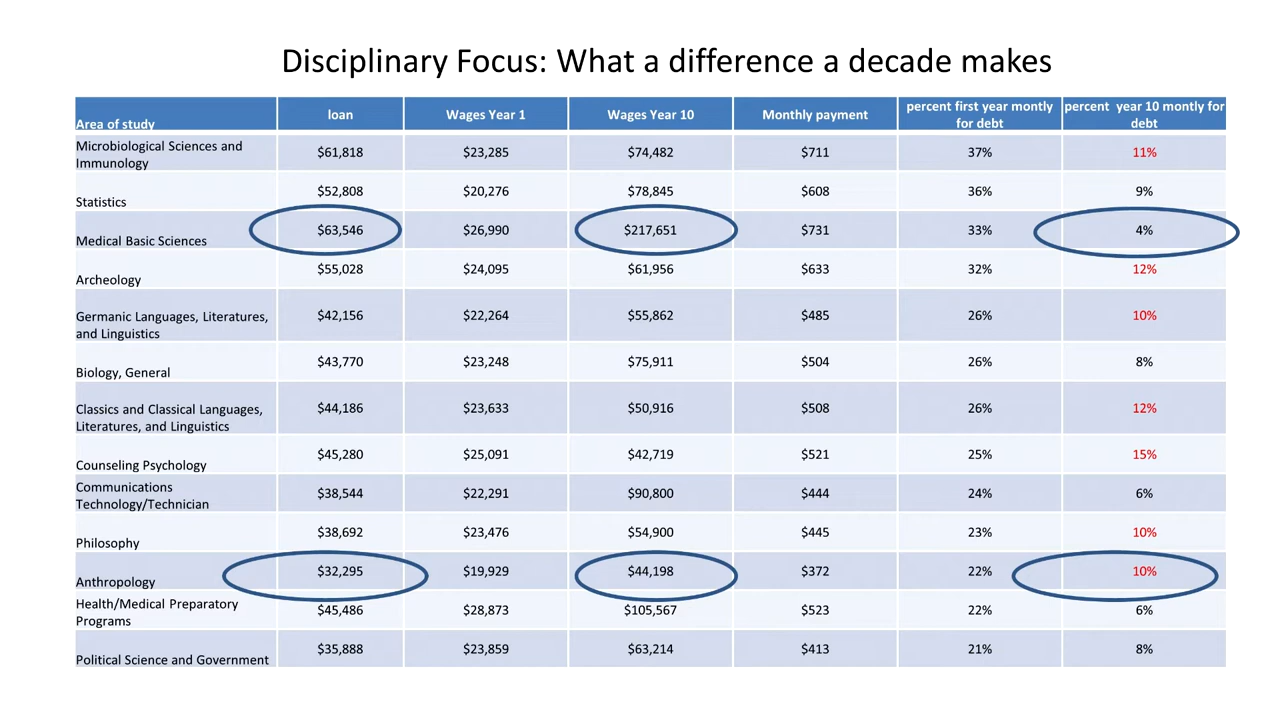 Disciplinary Focus: What a difference a decade makes
Area of study loan Wages Year 1 Wages Year 10 Monthly payment percent first year montly for debt percent year 10 montly for debt
Microbiological Sciences and Immunology $61,818 $23,285 $74,482 $711 37% 11%
Statistics $52,808 $20,276 $78,845 $608 36% 9%
Medical Basic Sciences $63,546 $26,990 $217,651 $731 33% 4%
Archeology $55,028 $24,095 $61,956 $633 32% 12%
Germanic Languages, Literatures, and Linguistics $42,156 $22,264 $55,862 $485 26% 10%
Biology, General $43,770 $23,248 $75,911 $504 26% 8%
Classics and Classical Languages, Literatures, and Linguistics $44,186 $23,633 $50,916 $508 26% 12%
Counseling Psychology $45,280 $25,091 $42,719 $521 25% 15%
Communications Technology/Technician $38,544 $22,291 $90,800 $444 24% 6%
Philosophy $38,692 $23,476 $54,900 $445 23% 10%
Anthropology $32,295 $19,929 $44,198 $372 22% 10%
Health/Medical Preparatory Programs $45,486 $28,873 $105,567 $523 22% 6%
Political Science and Government $35,888 $23,859 $63,214 $413 21% 8%